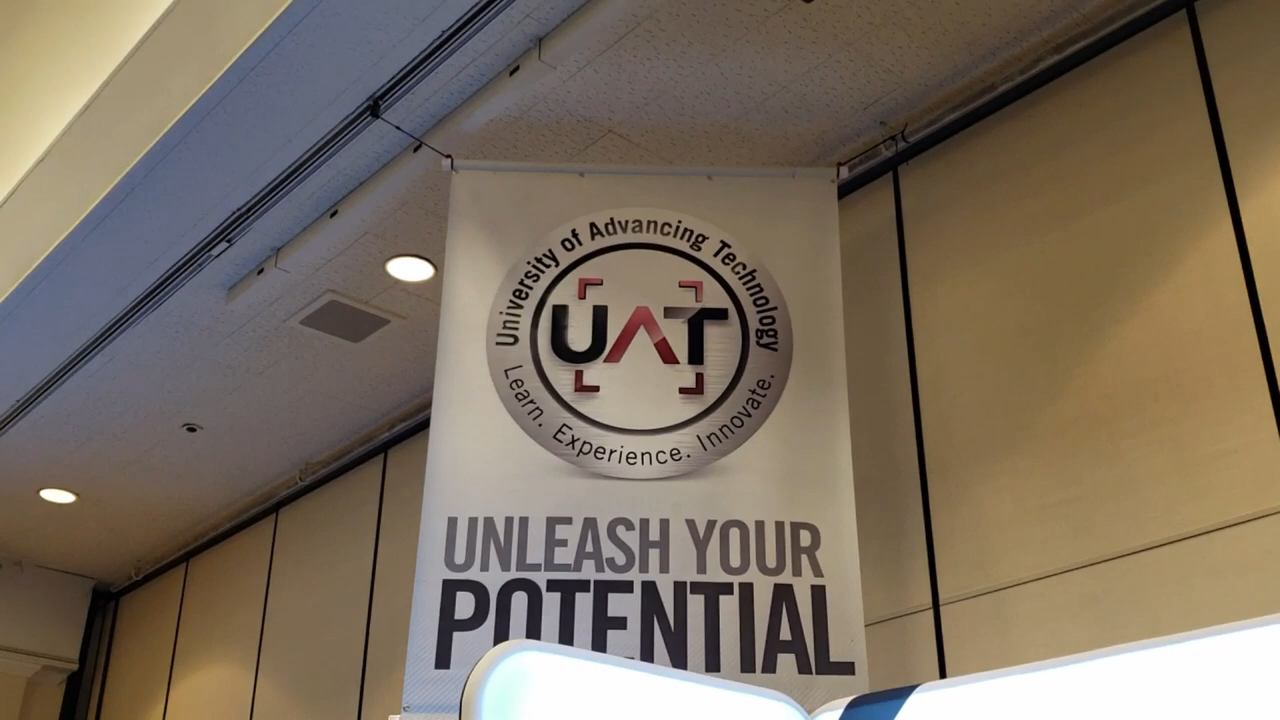 University of Advancing Technology
UAT
Learn. Experience. Innovate.
UNLEASH YOUR
POTENTIAL